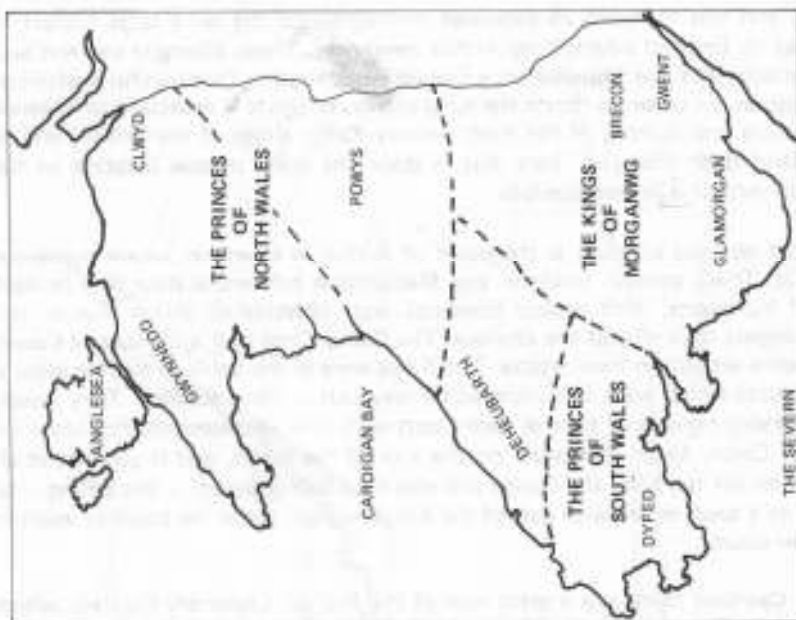 ANGLESEA
CLWYD
GWYNNEDD
THE PRINCES
OF
NORTH WALES
POWYS
CARDIGAN BAY
DEHEUBARTH
THE KINGS
OF
MORGANWG
BRECON
GWENT
THE PRINCES
OF
SOUTH WALES
DYFED
GLAMORGAN
THE SEVERN